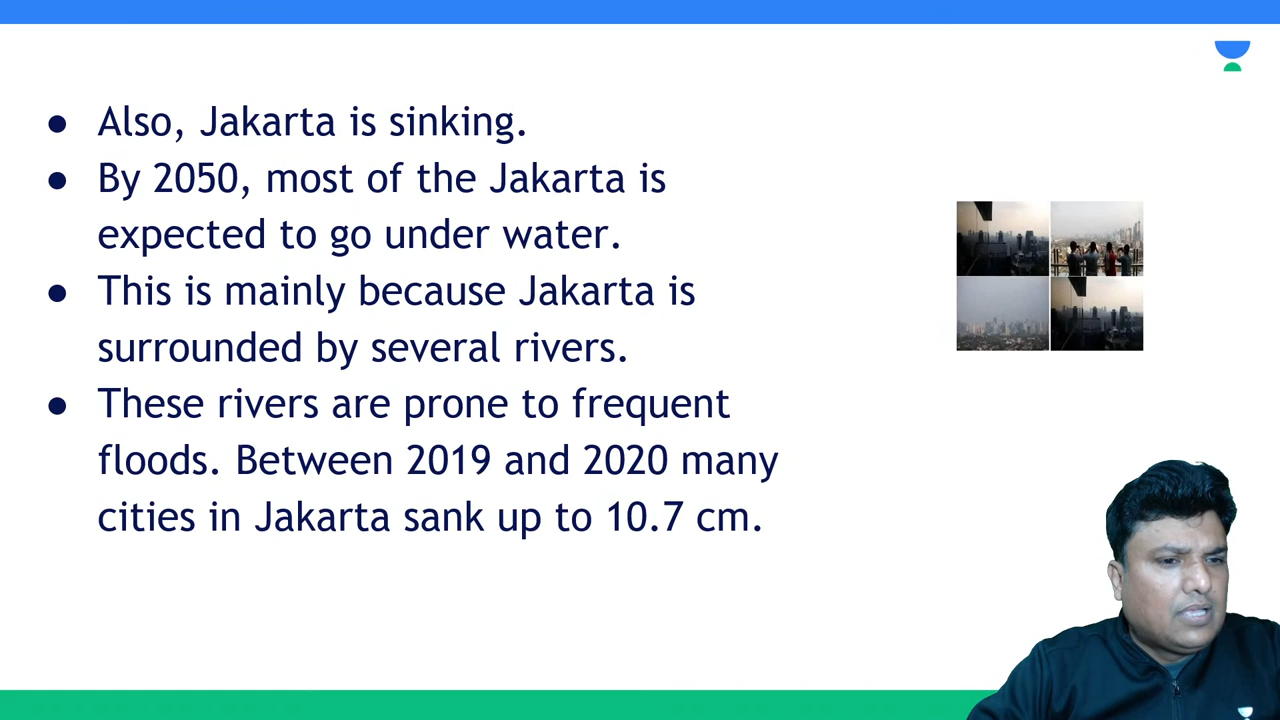 ● Also, Jakarta is sinking.
● By 2050, most of the Jakarta is
expected to go under water.
● This is mainly because Jakarta is
surrounded by several rivers.
● These rivers are prone to frequent
floods. Between 2019 and 2020 many
cities in Jakarta sank up to 10.7 cm.